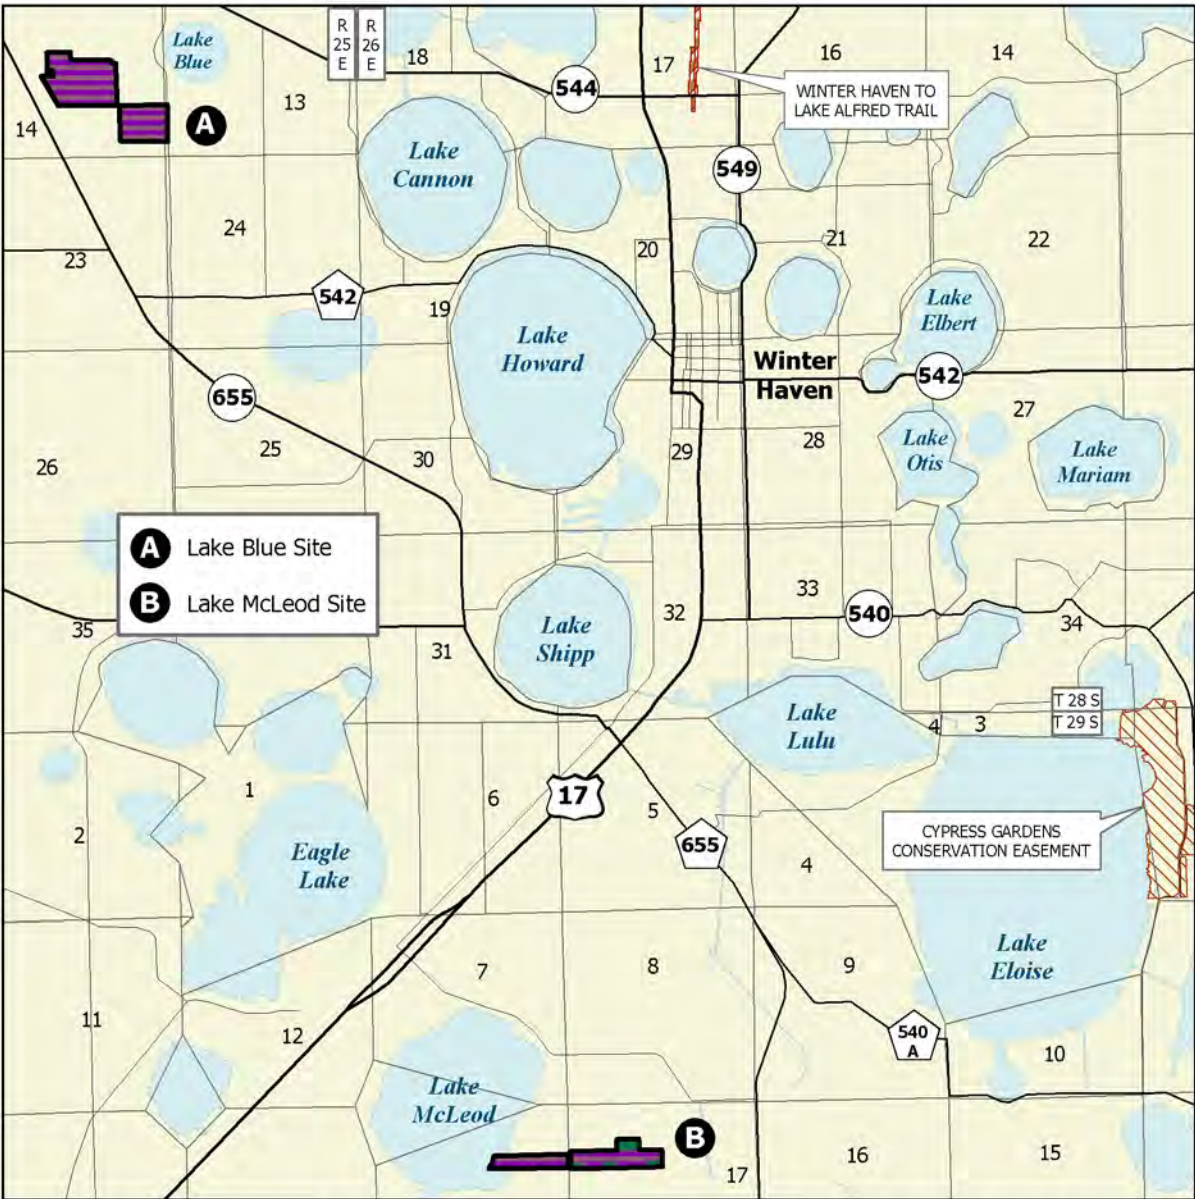 Lake
Blue
R
25
E
R
26
E
18
17
16
14
544
WINTER HAVEN TO
LAKE ALFRED TRAIL
13
14
A
Lake
Cannon
549
24
23
20
21
22
542
19
Lake
Howard
Lake
Elbert
Winter
Haven
542
655
27
25
30
29
28
26
Lake
Otis
Lake
Mariam
A Lake Blue Site
B Lake McLeod Site
33
540
32
34
35
31
Lake
Shipp
T 28 S
T 29 S
Lake
Lulu
4
3
1
6
17
5
2
655
4
CYPRESS GARDENS
CONSERVATION EASEMENT
Eagle
Lake
Lake
Eloise
7
8
9
11
12
540
A
10
Lake
McLeod
B
17
16
15